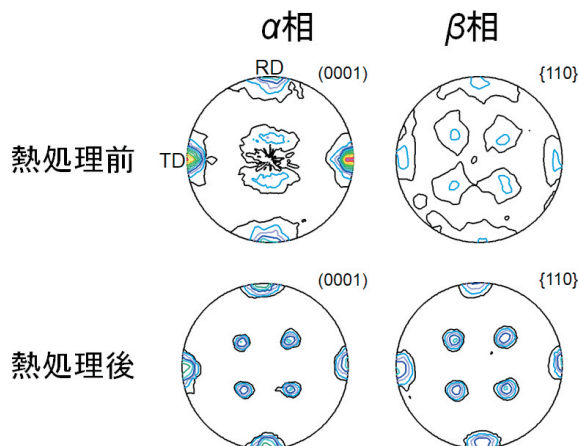 α相 β相
RD (0001) {110}
熱処理前 TD
(0001) {110}
熱処理後